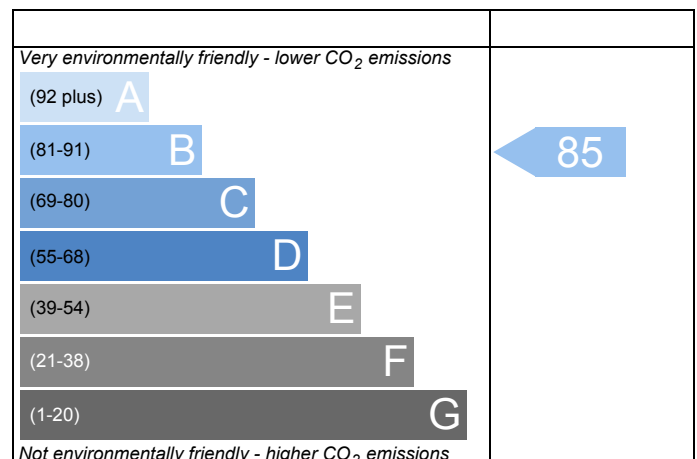 Very environmentally friendly - lower CO2 emissions
(92 plus) A
(81-91) B
85
(69-80) C
(55-68) D
(39-54) E
(21-38) F
(1-20) G
Not environmentally friendly - higher CO2 emissions